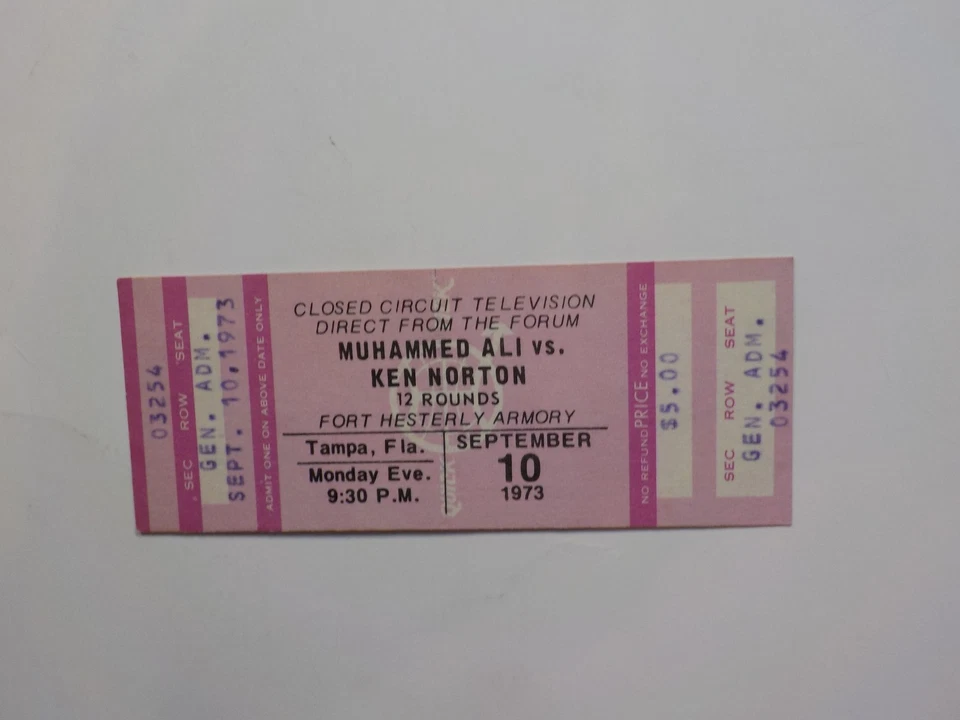 03254
SEC ROW SEAT
GEN. ADM.
SEPT. 10,1973
ADMIT ONE ON ABOVE DATE ONLY
CLOSED CIRCUIT TELEVISION
DIRECT FROM THE FORUM
MUHAMMED ALI vs.
KEN NORTON
12 ROUNDS
FORT HESTERLY ARMORY
Tampa, Fla.
Monday Eve.
9:30 P.M.
SEPTEMBER
10
1973
NO REFUND PRICE NO EXCHANGE
$5.00
SEC ROW SEAT
GEN. ADM.
03254